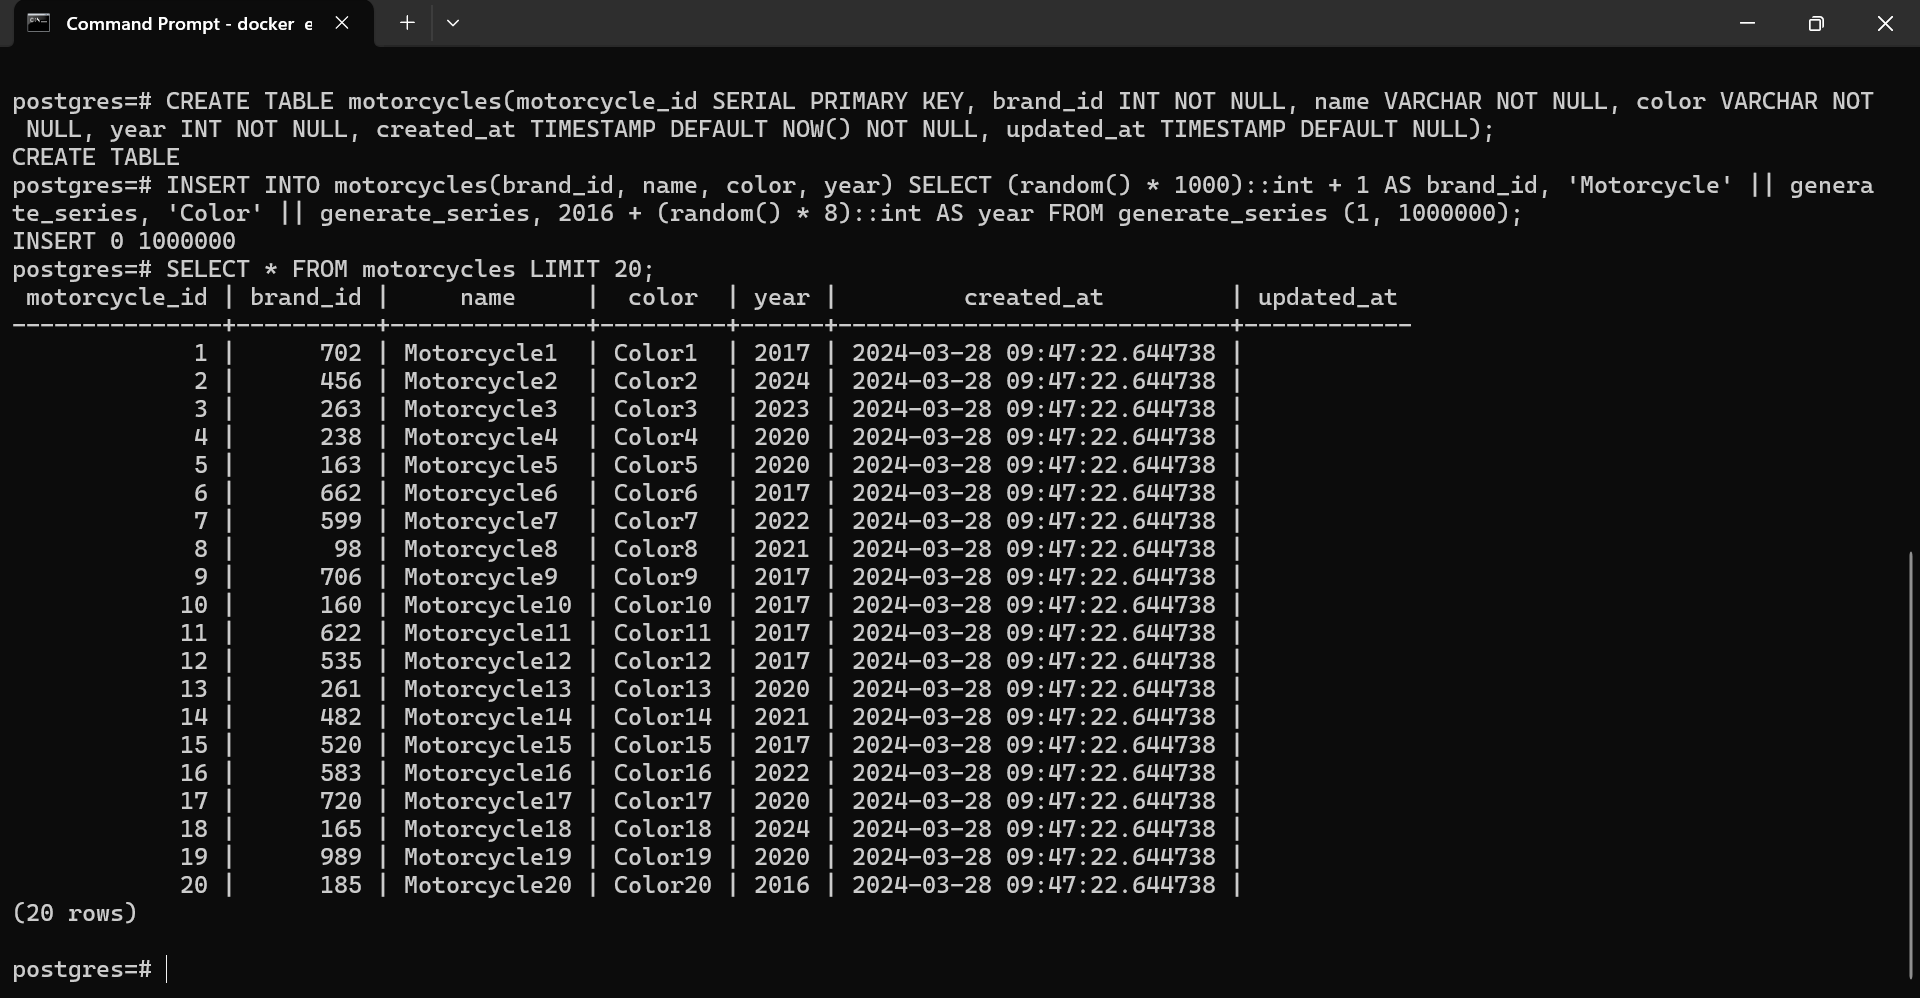 Command Prompt - docker e
postgres=# CREATE TABLE motorcycles(motorcycle_id SERIAL PRIMARY KEY, brand_id INT NOT NULL, name VARCHAR NOT NULL, color VARCHAR NOT
 NULL, year INT NOT NULL, created_at TIMESTAMP DEFAULT NOW() NOT NULL, updated_at TIMESTAMP DEFAULT NULL);
CREATE TABLE
postgres=# INSERT INTO motorcycles(brand_id, name, color, year) SELECT (random() * 1000)::int + 1 AS brand_id, 'Motorcycle' || genera
te_series, 'Color' || generate_series, 2016 + (random() * 8)::int AS year FROM generate_series (1, 1000000);
INSERT 0 1000000
postgres=# SELECT * FROM motorcycles LIMIT 20;
 motorcycle_id | brand_id |     name     |  color  | year |         created_at         | updated_at
---------------+----------+--------------+---------+------+----------------------------+------------
             1 |      702 | Motorcycle1  | Color1  | 2017 | 2024-03-28 09:47:22.644738 |
             2 |      456 | Motorcycle2  | Color2  | 2024 | 2024-03-28 09:47:22.644738 |
             3 |      263 | Motorcycle3  | Color3  | 2023 | 2024-03-28 09:47:22.644738 |
             4 |      238 | Motorcycle4  | Color4  | 2020 | 2024-03-28 09:47:22.644738 |
             5 |      163 | Motorcycle5  | Color5  | 2020 | 2024-03-28 09:47:22.644738 |
             6 |      662 | Motorcycle6  | Color6  | 2017 | 2024-03-28 09:47:22.644738 |
             7 |      599 | Motorcycle7  | Color7  | 2022 | 2024-03-28 09:47:22.644738 |
             8 |       98 | Motorcycle8  | Color8  | 2021 | 2024-03-28 09:47:22.644738 |
             9 |      706 | Motorcycle9  | Color9  | 2017 | 2024-03-28 09:47:22.644738 |
            10 |      160 | Motorcycle10 | Color10 | 2017 | 2024-03-28 09:47:22.644738 |
            11 |      622 | Motorcycle11 | Color11 | 2017 | 2024-03-28 09:47:22.644738 |
            12 |      535 | Motorcycle12 | Color12 | 2017 | 2024-03-28 09:47:22.644738 |
            13 |      261 | Motorcycle13 | Color13 | 2020 | 2024-03-28 09:47:22.644738 |
            14 |      482 | Motorcycle14 | Color14 | 2021 | 2024-03-28 09:47:22.644738 |
            15 |      520 | Motorcycle15 | Color15 | 2017 | 2024-03-28 09:47:22.644738 |
            16 |      583 | Motorcycle16 | Color16 | 2022 | 2024-03-28 09:47:22.644738 |
            17 |      720 | Motorcycle17 | Color17 | 2020 | 2024-03-28 09:47:22.644738 |
            18 |      165 | Motorcycle18 | Color18 | 2024 | 2024-03-28 09:47:22.644738 |
            19 |      989 | Motorcycle19 | Color19 | 2020 | 2024-03-28 09:47:22.644738 |
            20 |      185 | Motorcycle20 | Color20 | 2016 | 2024-03-28 09:47:22.644738 |
(20 rows)
postgres=#